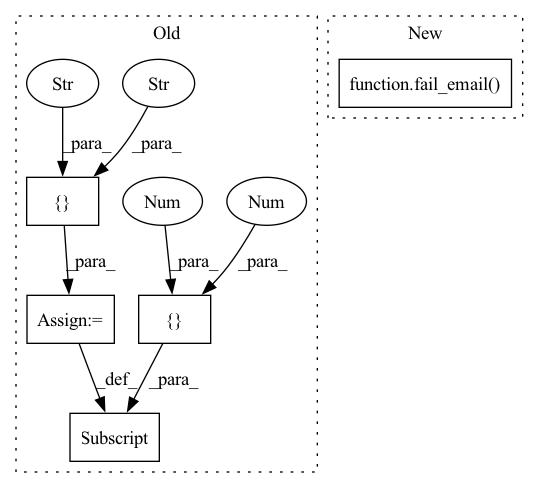 Old
New
Str
Str
function.fail_email()
_para_
_para_
{}
Num
Num
_para_
_para_
_para_
Assign:=
{}
_def_
_para_
Subscript